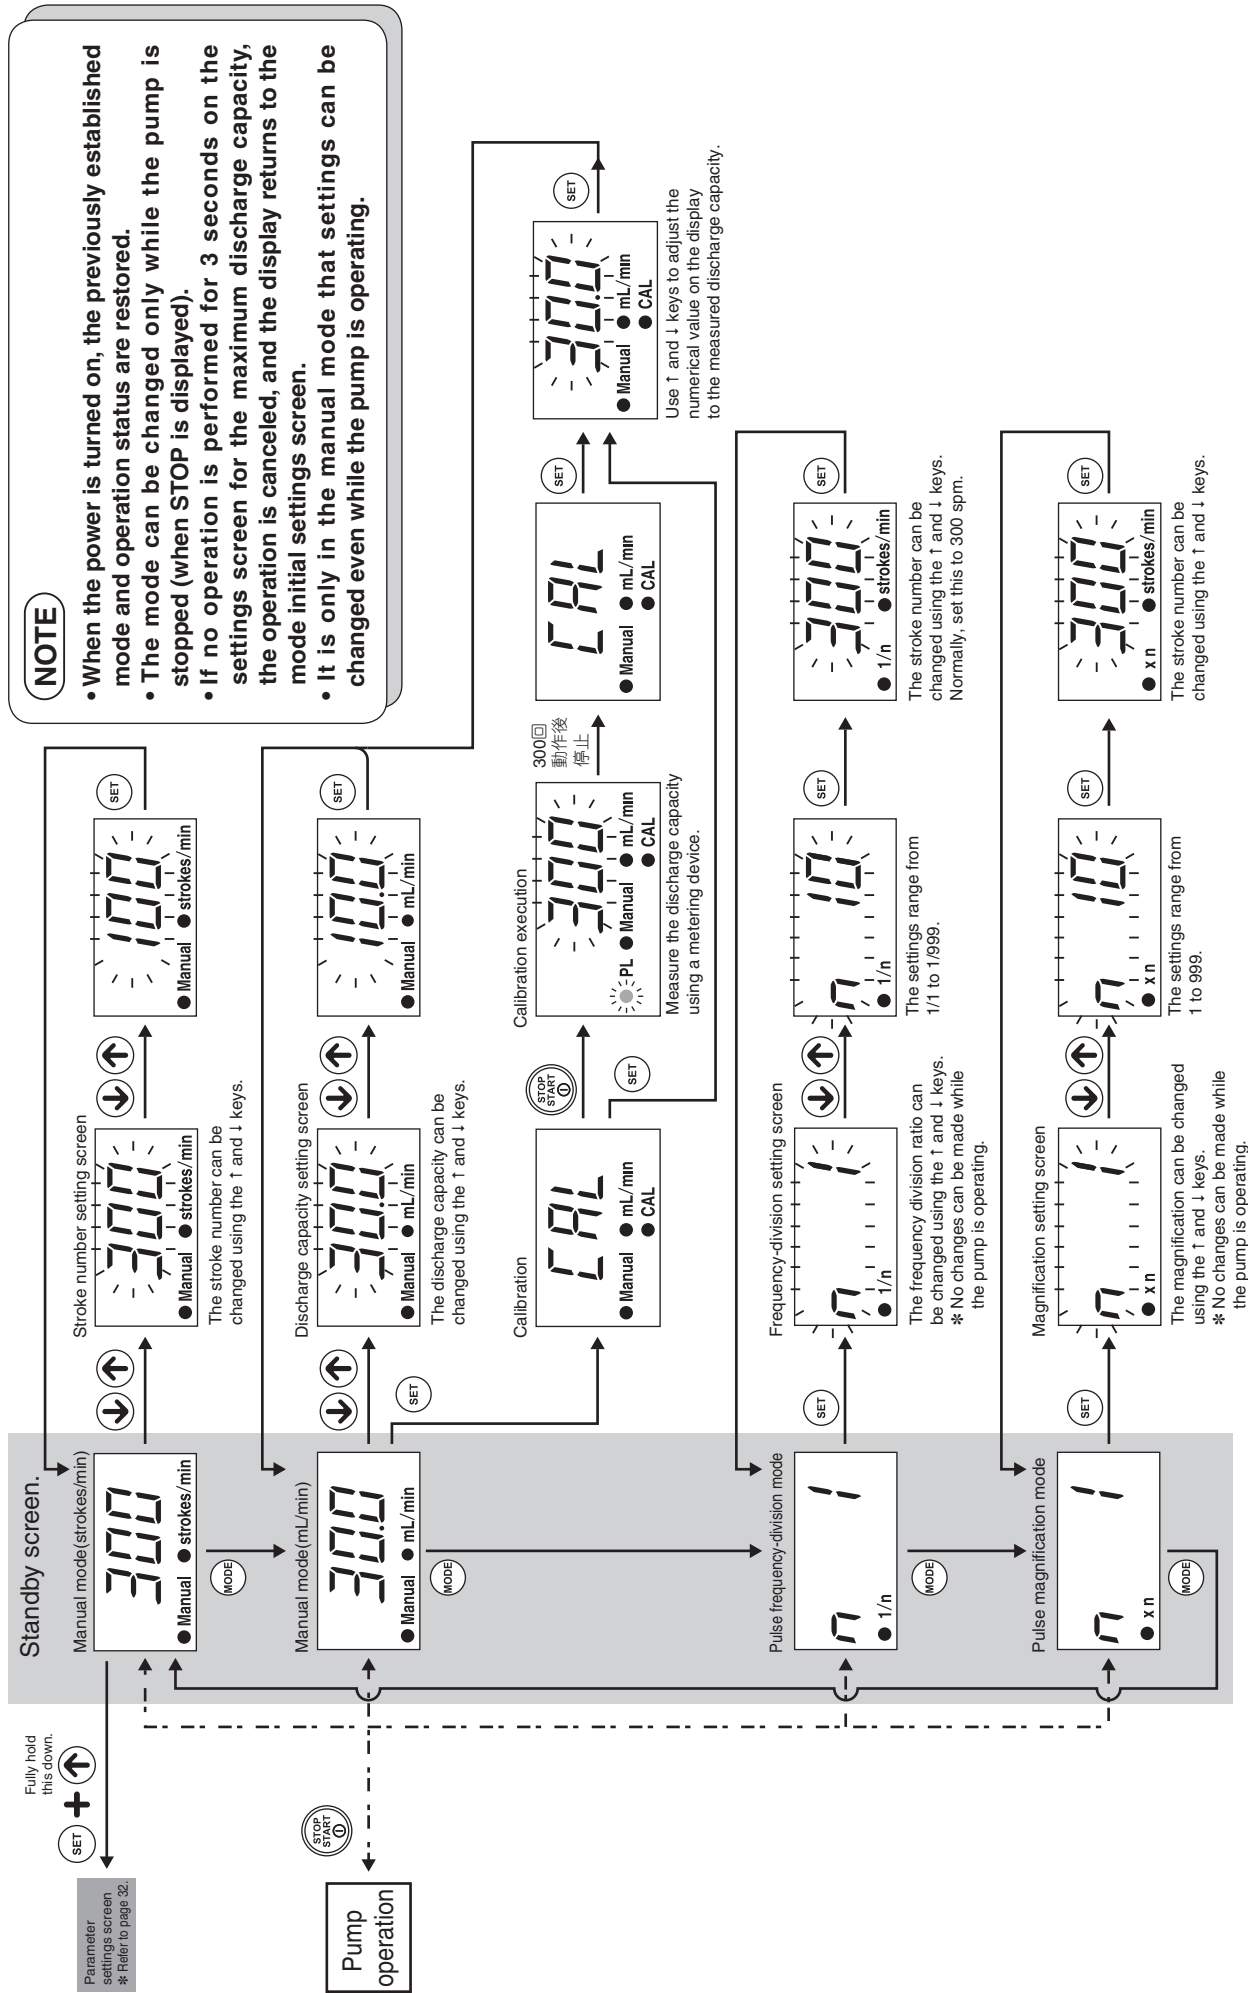 NOTE
• When the power is turned on, the previously established
mode and operation status are restored.
• The mode can be changed only while the pump is
stopped (when STOP is displayed).
• If no operation is performed for 3 seconds on the
settings screen for the maximum discharge capacity,
the operation is canceled, and the display returns to the
mode initial settings screen.
• It is only in the manual mode that settings can be
changed even while the pump is operating.
Parameter
settings screen
✻ Refer to page 32.
SET + ↑
Fully hold
this down.
Pump
operation
STOP
START
Standby screen.
Manual mode(strokes/min)
300
● Manual ● strokes/min
MODE
↓ ↑
Stroke number setting screen
300
● Manual ● strokes/min
The stroke number can be
changed using the ↑ and ↓ keys.
↓ ↑
100
● Manual ● strokes/min
SET
Manual mode(mL/min)
30.0
● Manual ● mL/min
MODE
↓ ↑
SET
Discharge capacity setting screen
30.0
● Manual ● mL/min
The discharge capacity can be
changed using the ↑ and ↓ keys.
↓ ↑
10.0
● Manual ● mL/min
SET
Calibration
CAL
● Manual ● mL/min
● CAL
STOP
START
SET
Calibration execution
300
PL ● Manual ● mL/min
● CAL
Measure the discharge capacity
using a metering device.
300回
動作後
停止
CAL
● Manual ● mL/min
● CAL
SET
30.0
● Manual ● mL/min
● CAL
Use ↑ and ↓ keys to adjust the
numerical value on the display
to the measured discharge capacity.
SET
Pulse frequency-division mode
n 1
● 1/n
MODE
SET
Frequency-division setting screen
n 1
● 1/n
The frequency division ratio can
be changed using the ↑ and ↓ keys.
✻ No changes can be made while
the pump is operating.
↓ ↑
n 10
● 1/n
The settings range from
1/1 to 1/999.
SET
300
● 1/n ● strokes/min
The stroke number can be
changed using the ↑ and ↓ keys.
Normally, set this to 300 spm.
SET
Pulse magnification mode
n 1
● x n
MODE
SET
Magnification setting screen
n 1
● x n
The magnification can be changed
using the ↑ and ↓ keys.
✻ No changes can be made while
the pump is operating.
↓ ↑
n 10
● x n
The settings range from
1 to 999.
SET
300
● x n ● strokes/min
The stroke number can be
changed using the ↑ and ↓ keys.
SET